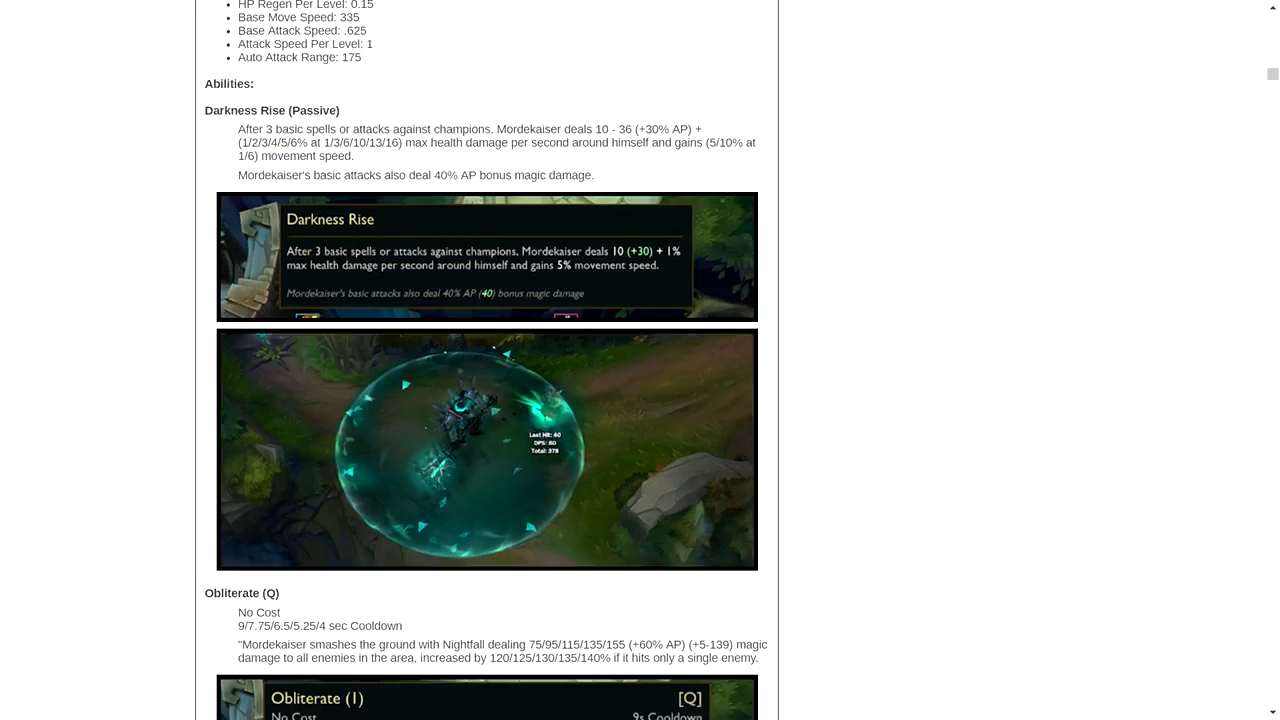 HP Regen Per Level: 0.15
Base Move Speed: 335
Base Attack Speed: .625
Attack Speed Per Level: 1
Auto Attack Range: 175
Abilities:
Darkness Rise (Passive)
After 3 basic spells or attacks against champions, Mordekaiser deals 10 - 36 (+30% AP) +
(1/2/3/4/5/6% at 1/3/6/10/13/16) max health damage per second around himself and gains (5/10% at
1/6) movement speed.
Mordekaiser's basic attacks also deal 40% AP bonus magic damage.
Darkness Rise
After 3 basic spells or attacks against champions, Mordekaiser deals 10 (+30) + 1%
max health damage per second around himself and gains 5% movement speed.
Mordekaiser's basic attacks also deal 40% AP (40) bonus magic damage
Last Hit: 40
DPS: 80
Total: 378
Obliterate (Q)
No Cost
9/7.75/6.5/5.25/4 sec Cooldown
"Mordekaiser smashes the ground with Nightfall dealing 75/95/115/135/155 (+60% AP) (+5-139) magic
damage to all enemies in the area, increased by 120/125/130/135/140% if it hits only a single enemy.
Obliterate (1) [Q]
No Cost 9s Cooldown